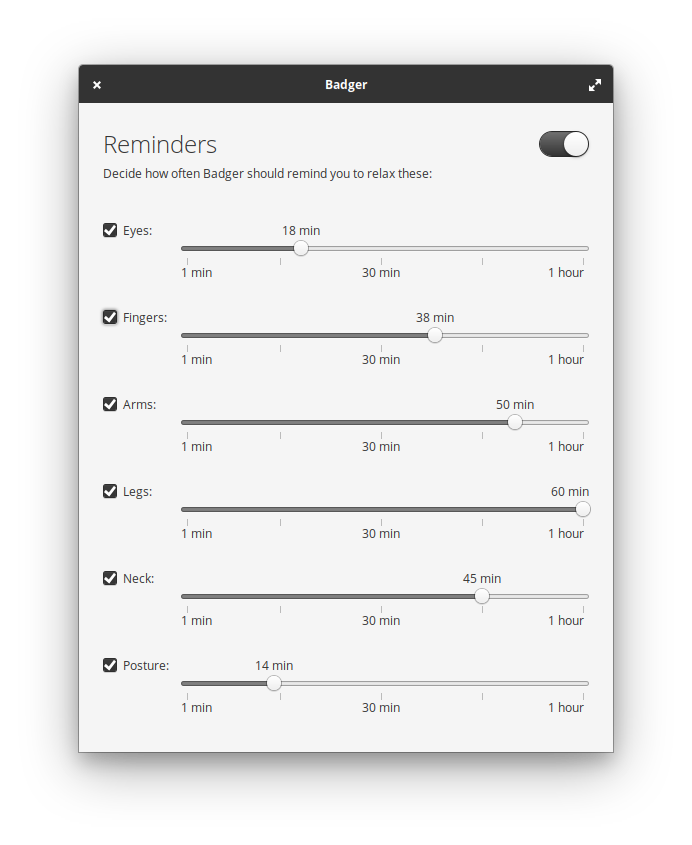 Badger
Reminders
Decide how often Badger should remind you to relax these:
Eyes:
18 min
1 min 30 min 1 hour
Fingers:
38 min
1 min 30 min 1 hour
Arms:
50 min
1 min 30 min 1 hour
Legs:
60 min
1 min 30 min 1 hour
Neck:
45 min
1 min 30 min 1 hour
Posture:
14 min
1 min 30 min 1 hour